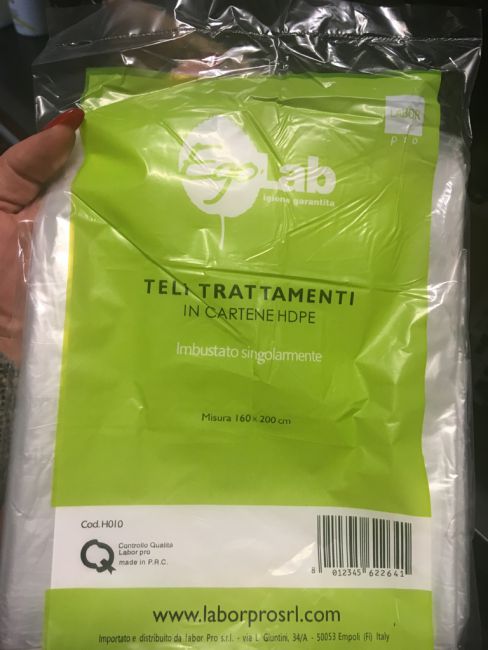 LABOR
pro
EgoLab
igiene garantita
TELI TRATTAMENTI
IN CARTENE HDPE
Imbustato singolarmente
Misura 160 x 200 cm
Cod. H010
Controllo Qualità
Labor pro
made in P.R.C.
8 012345 622641
www.laborprosrl.com
Importato e distribuito da labor Pro s.r.l. - via L. Giuntini, 34/A - 50053 Empoli (Fi) Italy